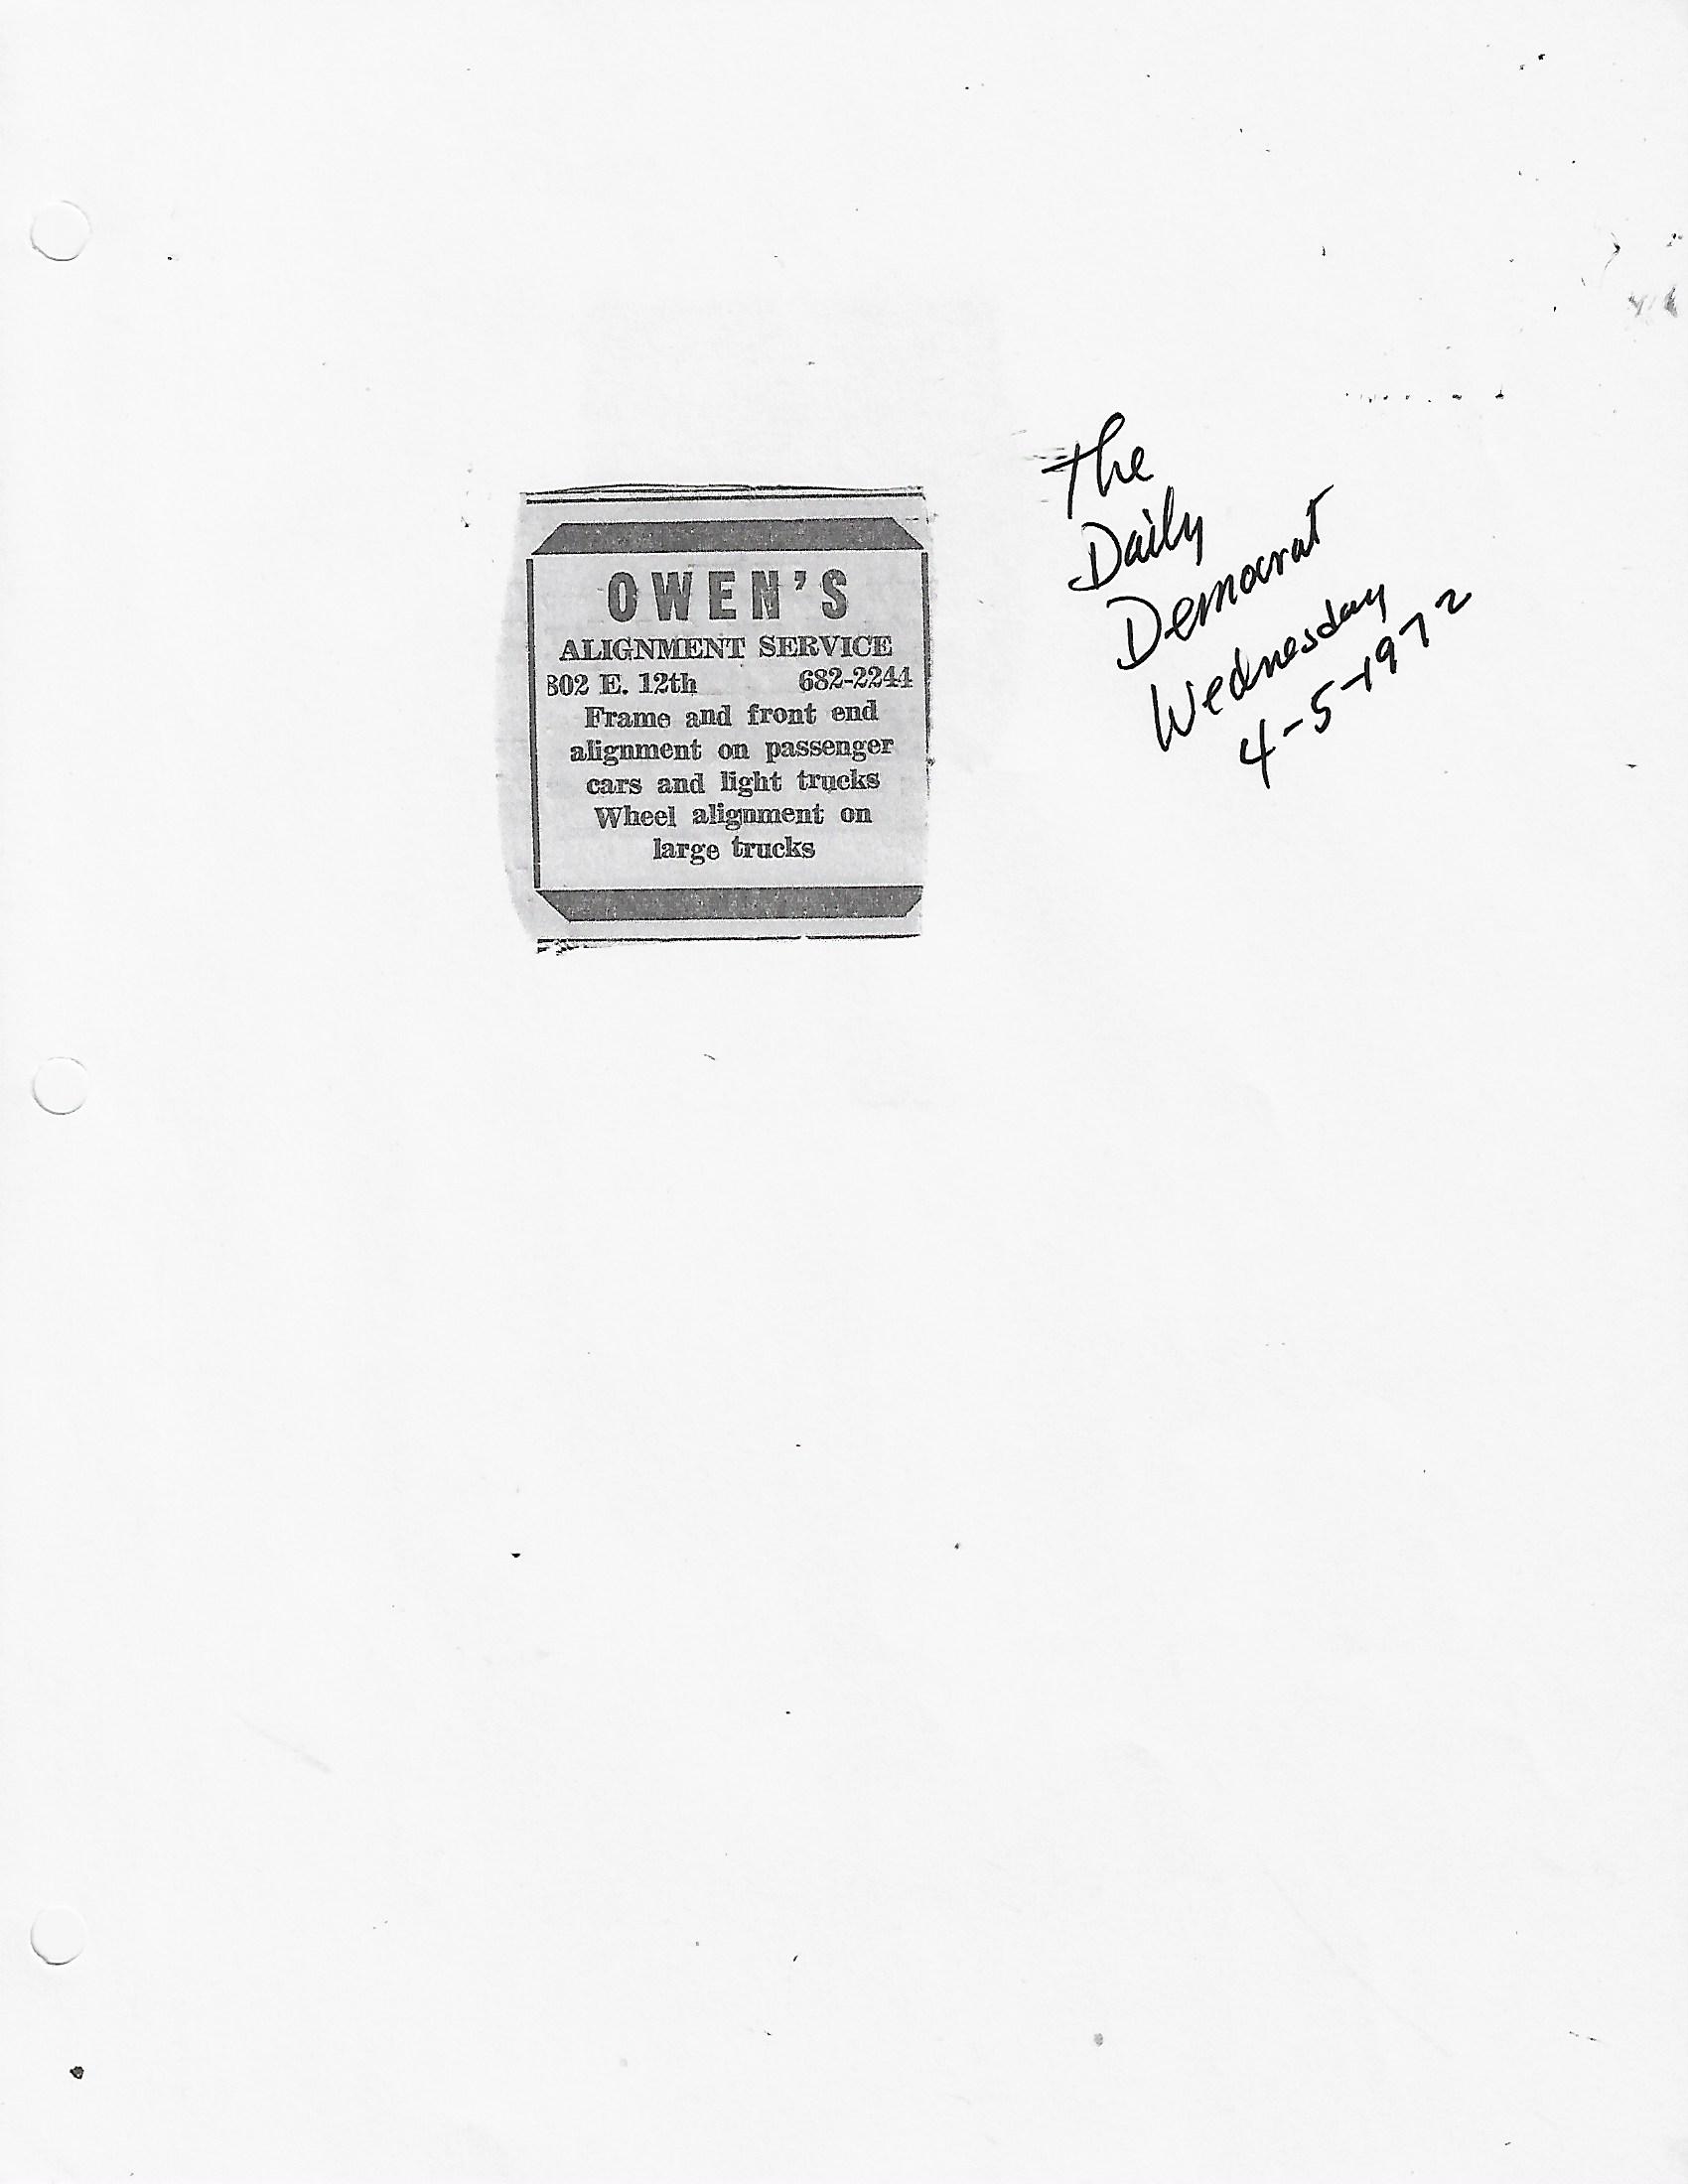 OWEN'S
ALIGNMENT SERVICE
802 E. 12th 682-2244
Frame and front end
alignment on passenger
cars and light trucks
Wheel alignment on
large trucks
The
Daily
Democrat
Wednesday
4-5-1972